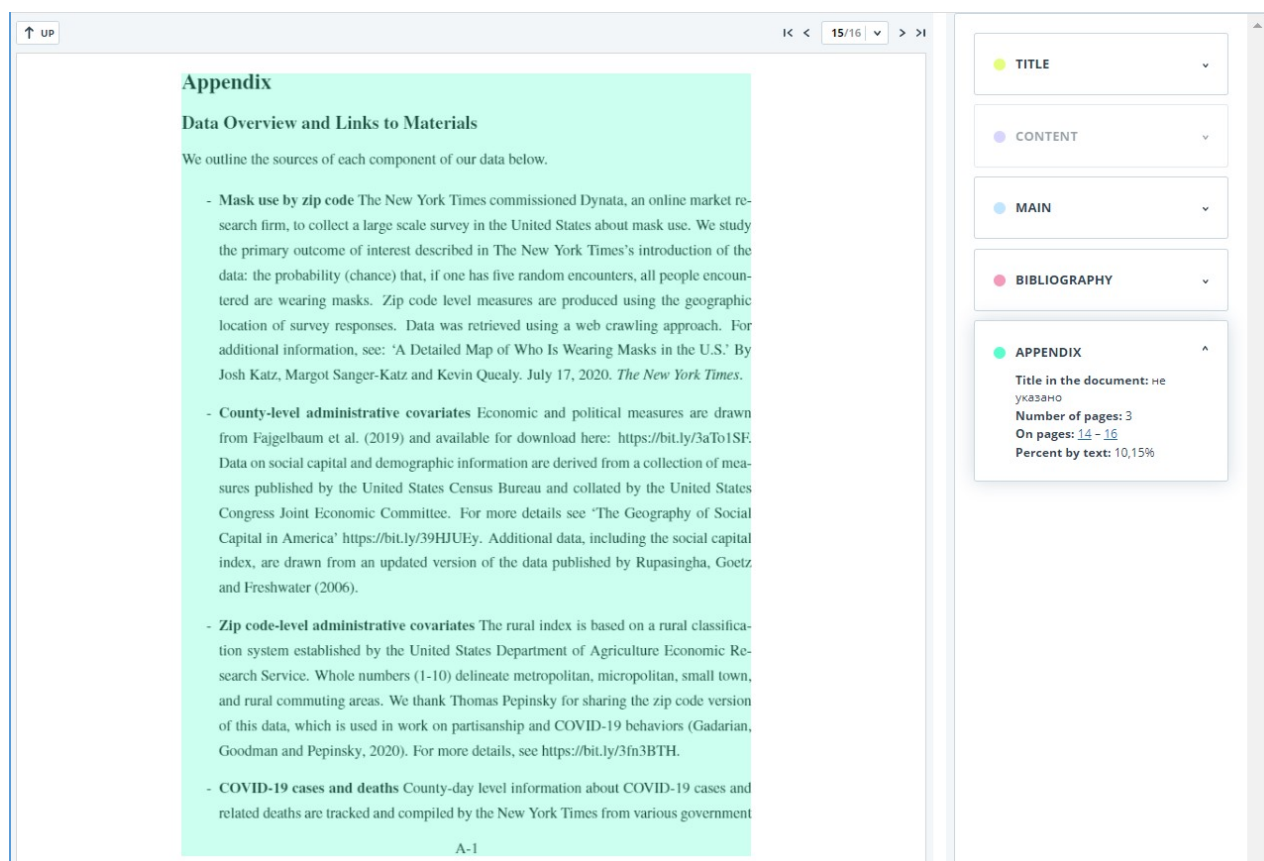 ↑ UP
15/16
Appendix
Data Overview and Links to Materials
We outline the sources of each component of our data below.
- Mask use by zip code The New York Times commissioned Dynata, an online market re-
search firm, to collect a large scale survey in the United States about mask use. We study
the primary outcome of interest described in The New York Times's introduction of the
data: the probability (chance) that, if one has five random encounters, all people encoun-
tered are wearing masks. Zip code level measures are produced using the geographic
location of survey responses. Data was retrieved using a web crawling approach. For
additional information, see: ‘A Detailed Map of Who Is Wearing Masks in the U.S.’ By
Josh Katz, Margot Sanger-Katz and Kevin Quealy. July 17, 2020. The New York Times.
- County-level administrative covariates Economic and political measures are drawn
from Fajgelbaum et al. (2019) and available for download here: https://bit.ly/3aTo1SF.
Data on social capital and demographic information are derived from a collection of mea-
sures published by the United States Census Bureau and collated by the United States
Congress Joint Economic Committee. For more details see ‘The Geography of Social
Capital in America’ https://bit.ly/39HJUEy. Additional data, including the social capital
index, are drawn from an updated version of the data published by Rupasingha, Goetz
and Freshwater (2006).
- Zip code-level administrative covariates The rural index is based on a rural classifica-
tion system established by the United States Department of Agriculture Economic Re-
search Service. Whole numbers (1-10) delineate metropolitan, micropolitan, small town,
and rural commuting areas. We thank Thomas Pepinsky for sharing the zip code version
of this data, which is used in work on partisanship and COVID-19 behaviors (Gadarian,
Goodman and Pepinsky, 2020). For more details, see https://bit.ly/3fn3BTH.
- COVID-19 cases and deaths County-day level information about COVID-19 cases and
related deaths are tracked and compiled by the New York Times from various government
A-1
TITLE
CONTENT
MAIN
BIBLIOGRAPHY
APPENDIX
Title in the document: не
указано
Number of pages: 3
On pages: 14 – 16
Percent by text: 10,15%